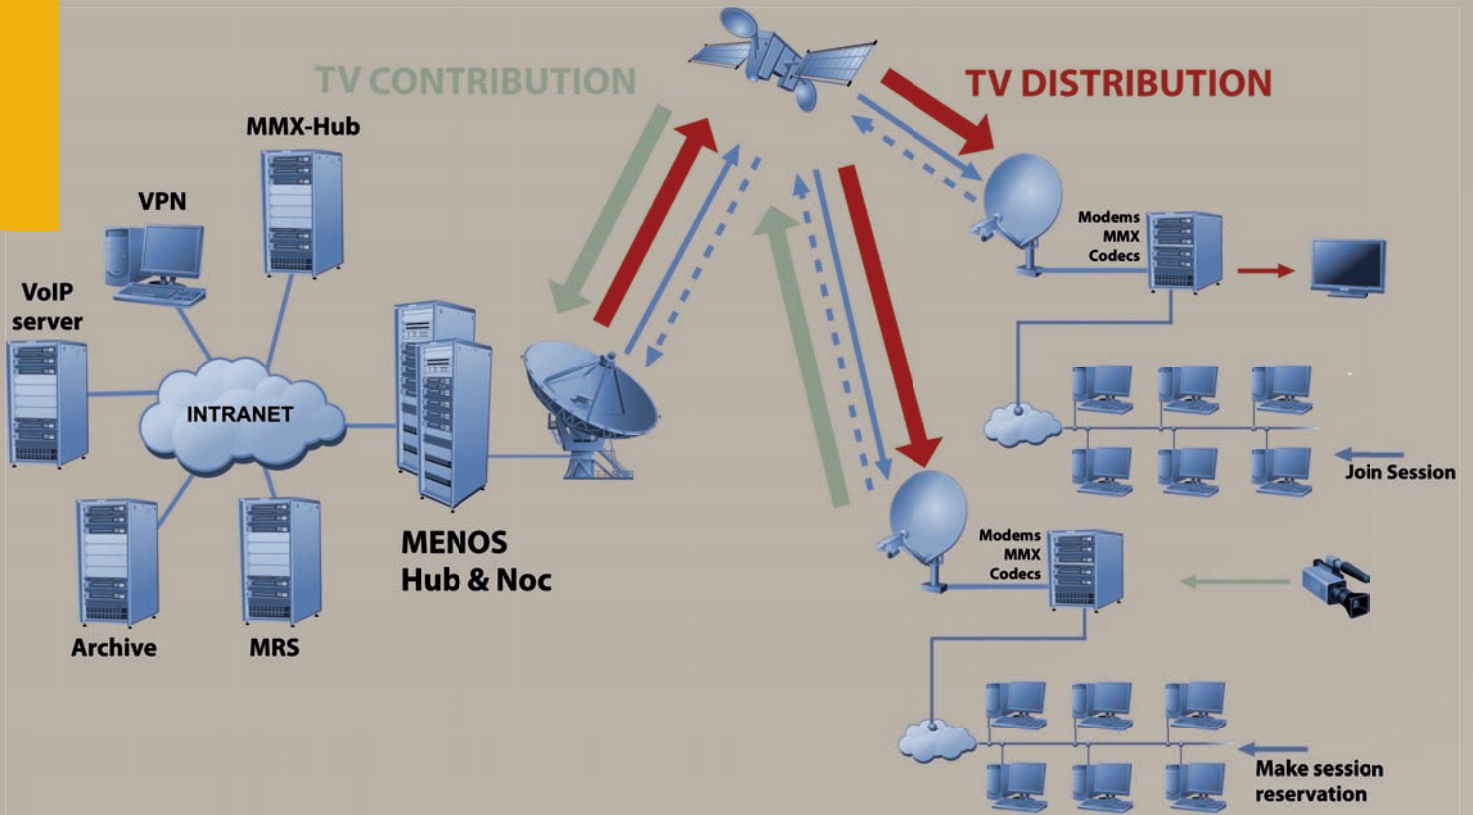 TV CONTRIBUTION
TV DISTRIBUTION
MMX-Hub
VPN
VoIP
server
INTRANET
Archive
MRS
MENOS
Hub & Noc
Modems
MMX
Codecs
Join Session
Modems
MMX
Codecs
Make session
reservation